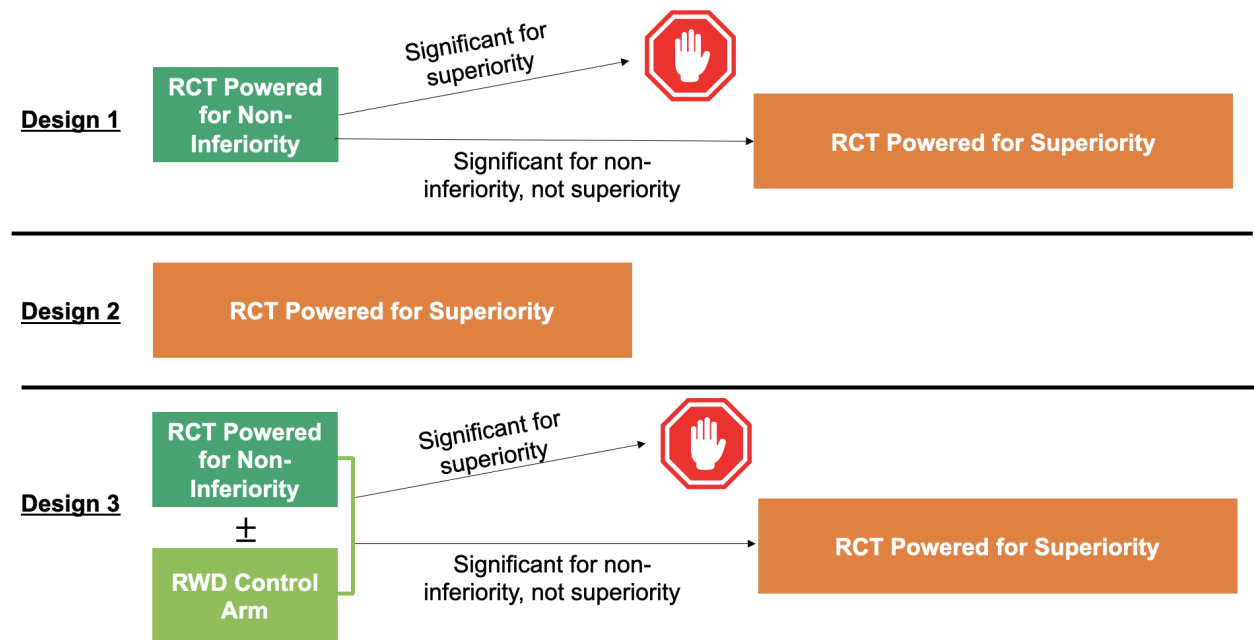 Significant for
superiority
RCT Powered
for Non-
Inferiority
Design 1
RCT Powered for Superiority
Significant for non-
inferiority, not superiority
Design 2
RCT Powered for Superiority
RCT Powered
for Non-
Inferiority
Significant for
superiority
Design 3
±
RCT Powered for Superiority
RWD Control
Arm
Significant for non-
inferiority, not superiority